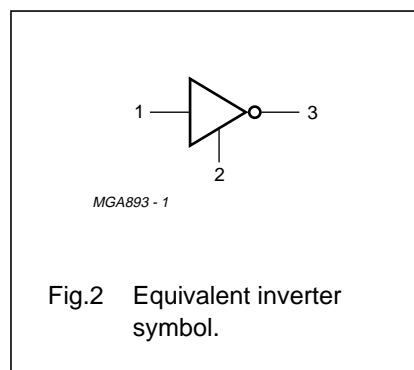 1
3
2
MGA893 - 1
Fig.2 Equivalent inverter
symbol.